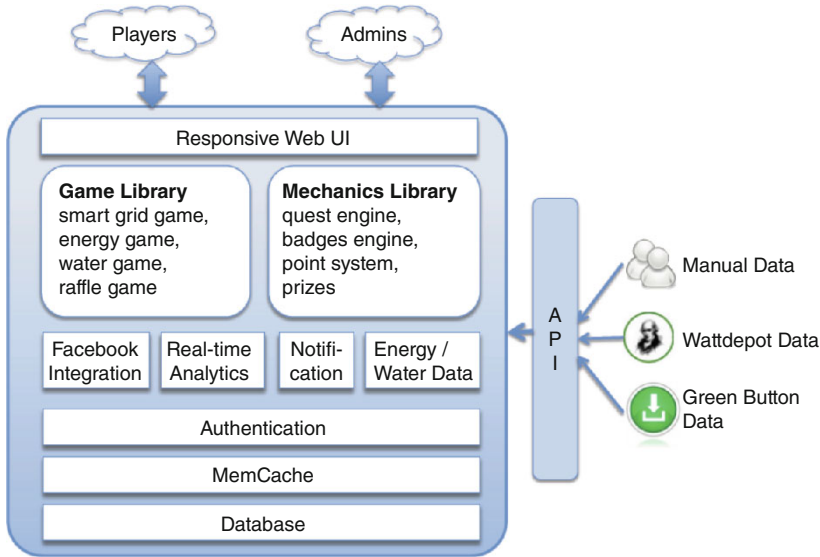 Players
Admins
Responsive Web UI
Game Library
smart grid game,
energy game,
water game,
raffle game
Mechanics Library
quest engine,
badges engine,
point system,
prizes
Facebook
Integration
Real-time
Analytics
Notifi-
cation
Energy /
Water Data
Authentication
MemCache
Database
A
P
I
Manual Data
Wattdepot Data
Green Button
Data